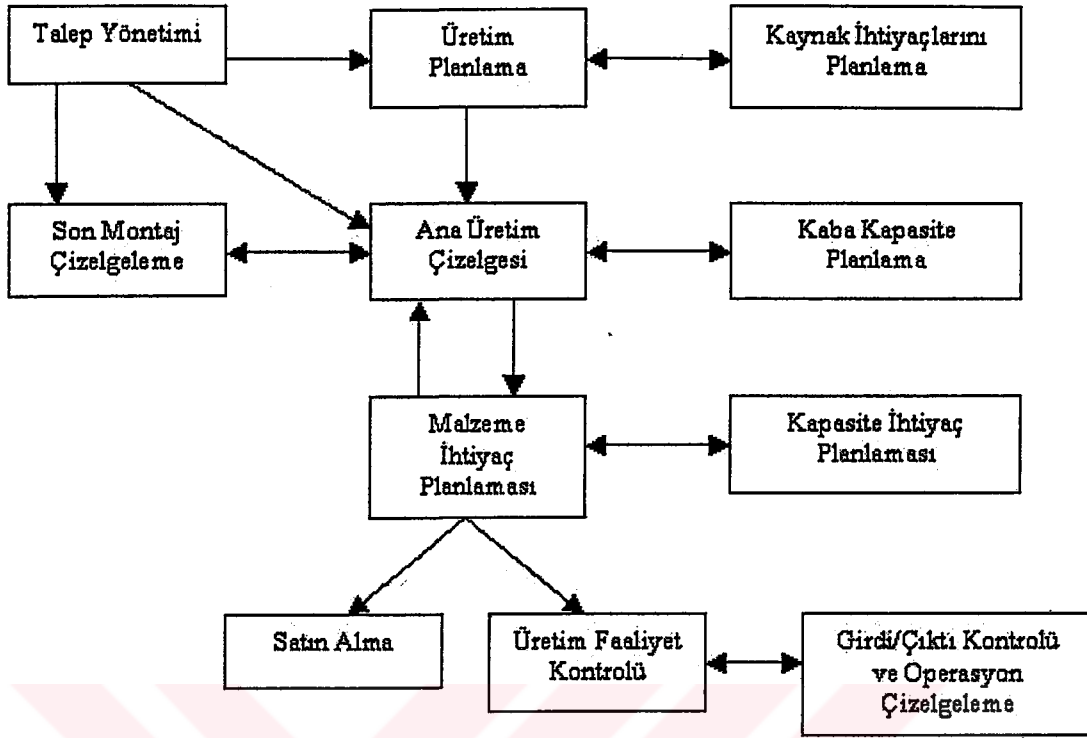 Talep Yönetimi
Üretim
Planlama
Kaynak İhtiyaçlarını
Planlama
Son Montaj
Çizelgeleme
Ana Üretim
Çizelgesi
Kaba Kapasite
Planlama
Malzeme
İhtiyaç
Planlaması
Kapasite İhtiyaç
Planlaması
Satın Alma
Üretim Faaliyet
Kontrolü
Girdi/Çıktı Kontrolü
ve Operasyon
Çizelgeleme